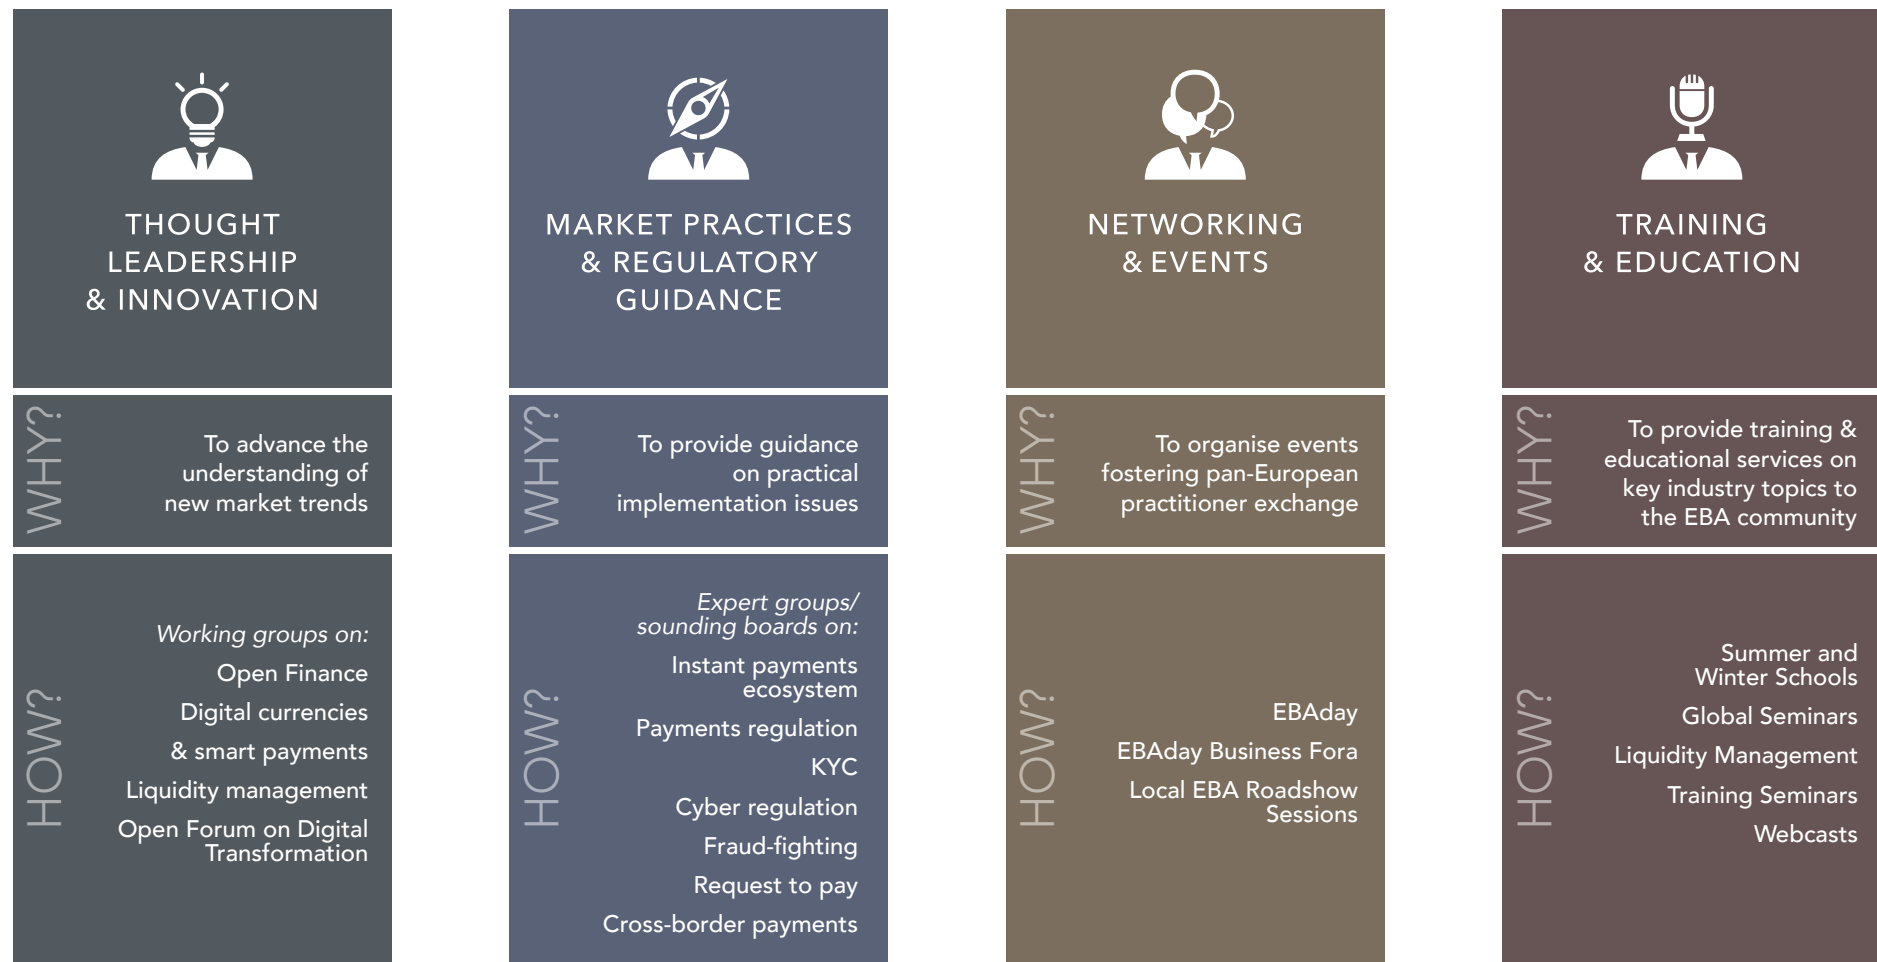 THOUGHT
LEADERSHIP
& INNOVATION
WHY?
To advance the
understanding of
new market trends
HOW?
Working groups on:
Open Finance
Digital currencies
& smart payments
Liquidity management
Open Forum on Digital
Transformation
MARKET PRACTICES
& REGULATORY
GUIDANCE
WHY?
To provide guidance
on practical
implementation issues
HOW?
Expert groups/
sounding boards on:
Instant payments
ecosystem
Payments regulation
KYC
Cyber regulation
Fraud-fighting
Request to pay
Cross-border payments
NETWORKING
& EVENTS
WHY?
To organise events
fostering pan-European
practitioner exchange
HOW?
EBAday
EBAday Business Fora
Local EBA Roadshow
Sessions
TRAINING
& EDUCATION
WHY?
To provide training &
educational services on
key industry topics to
the EBA community
HOW?
Summer and
Winter Schools
Global Seminars
Liquidity Management
Training Seminars
Webcasts